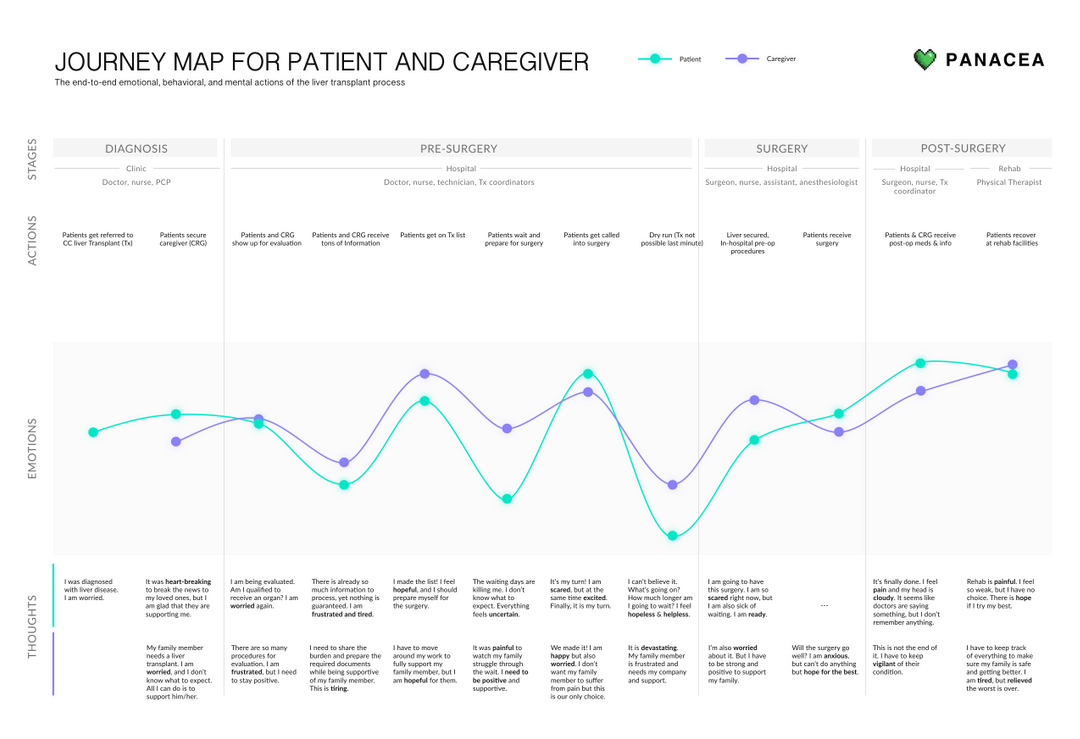 JOURNEY MAP FOR PATIENT AND CAREGIVER
The end-to-end emotional, behavioral, and mental actions of the liver transplant process
Patient
Caregiver
PANACEA
STAGES
DIAGNOSIS
PRE-SURGERY
SURGERY
POST-SURGERY
Clinic
Hospital
Hospital
Hospital
Rehab
Doctor, nurse, PCP
Doctor, nurse, technician, Tx coordinators
Surgeon, nurse, assistant, anesthesiologist
Surgeon, nurse, Tx
coordinator
Physical Therapist
ACTIONS
Patients get referred to
CC liver Transplant (Tx)
Patients secure
caregiver (CRG)
Patients and CRG
show up for evaluation
Patients and CRG receive
tons of Information
Patients get on Tx list
Patients wait and
prepare for surgery
Patients get called
into surgery
Dry run (Tx not
possible last minute)
Liver secured,
In-hospital pre-op
procedures
Patients receive
surgery
Patients & CRG receive
post-op meds & info
Patients recover
at rehab facilities
EMOTIONS
THOUGHTS
I was diagnosed
with liver disease.
I am worried.
It was heart-breaking
to break the news to
my loved ones, but I
am glad that they are
supporting me.
I am being evaluated.
Am I qualified to
receive an organ? I am
worried again.
There is already so
much information to
process, yet nothing is
guaranteed. I am
frustrated and tired.
I made the list! I feel
hopeful, and I should
prepare myself for
the surgery.
The waiting days are
killing me. I don't
know what to
expect. Everything
feels uncertain.
It's my turn! I am
scared, but at the
same time excited.
Finally, it is my turn.
I can't believe it.
What's going on?
How much longer am
I going to wait? I feel
hopeless & helpless.
I am going to have
this surgery. I am so
scared right now, but
I am also sick of
waiting. I am ready.
...
It's finally done. I feel
pain and my head is
cloudy. It seems like
doctors are saying
something, but I don't
remember anything.
Rehab is painful. I feel
so weak, but I have no
choice. There is hope
if I try my best.
My family member
needs a liver
transplant. I am
worried, and I don't
know what to expect.
All I can do is to
support him/her.
There are so many
procedures for
evaluation. I am
frustrated, but I need
to stay positive.
I need to share the
burden and prepare the
required documents
while being supportive
of my family member.
This is tiring.
I have to move
around my work to
fully support my
family member, but I
am hopeful for them.
It was painful to
watch my family
struggle through
the wait. I need to
be positive and
supportive.
We made it! I am
happy but also
worried. I don't
want my family
member to suffer
from pain but this
is our only choice.
It is devastating.
My family member
is frustrated and
needs my company
and support.
I'm also worried
about it. But I have
to be strong and
positive to support
my family.
Will the surgery go
well? I am anxious,
but can't do anything
but hope for the best.
This is not the end of
it. I have to keep
vigilant of their
condition.
I have to keep track
of everything to make
sure my family is safe
and getting better. I
am tired, but relieved
the worst is over.